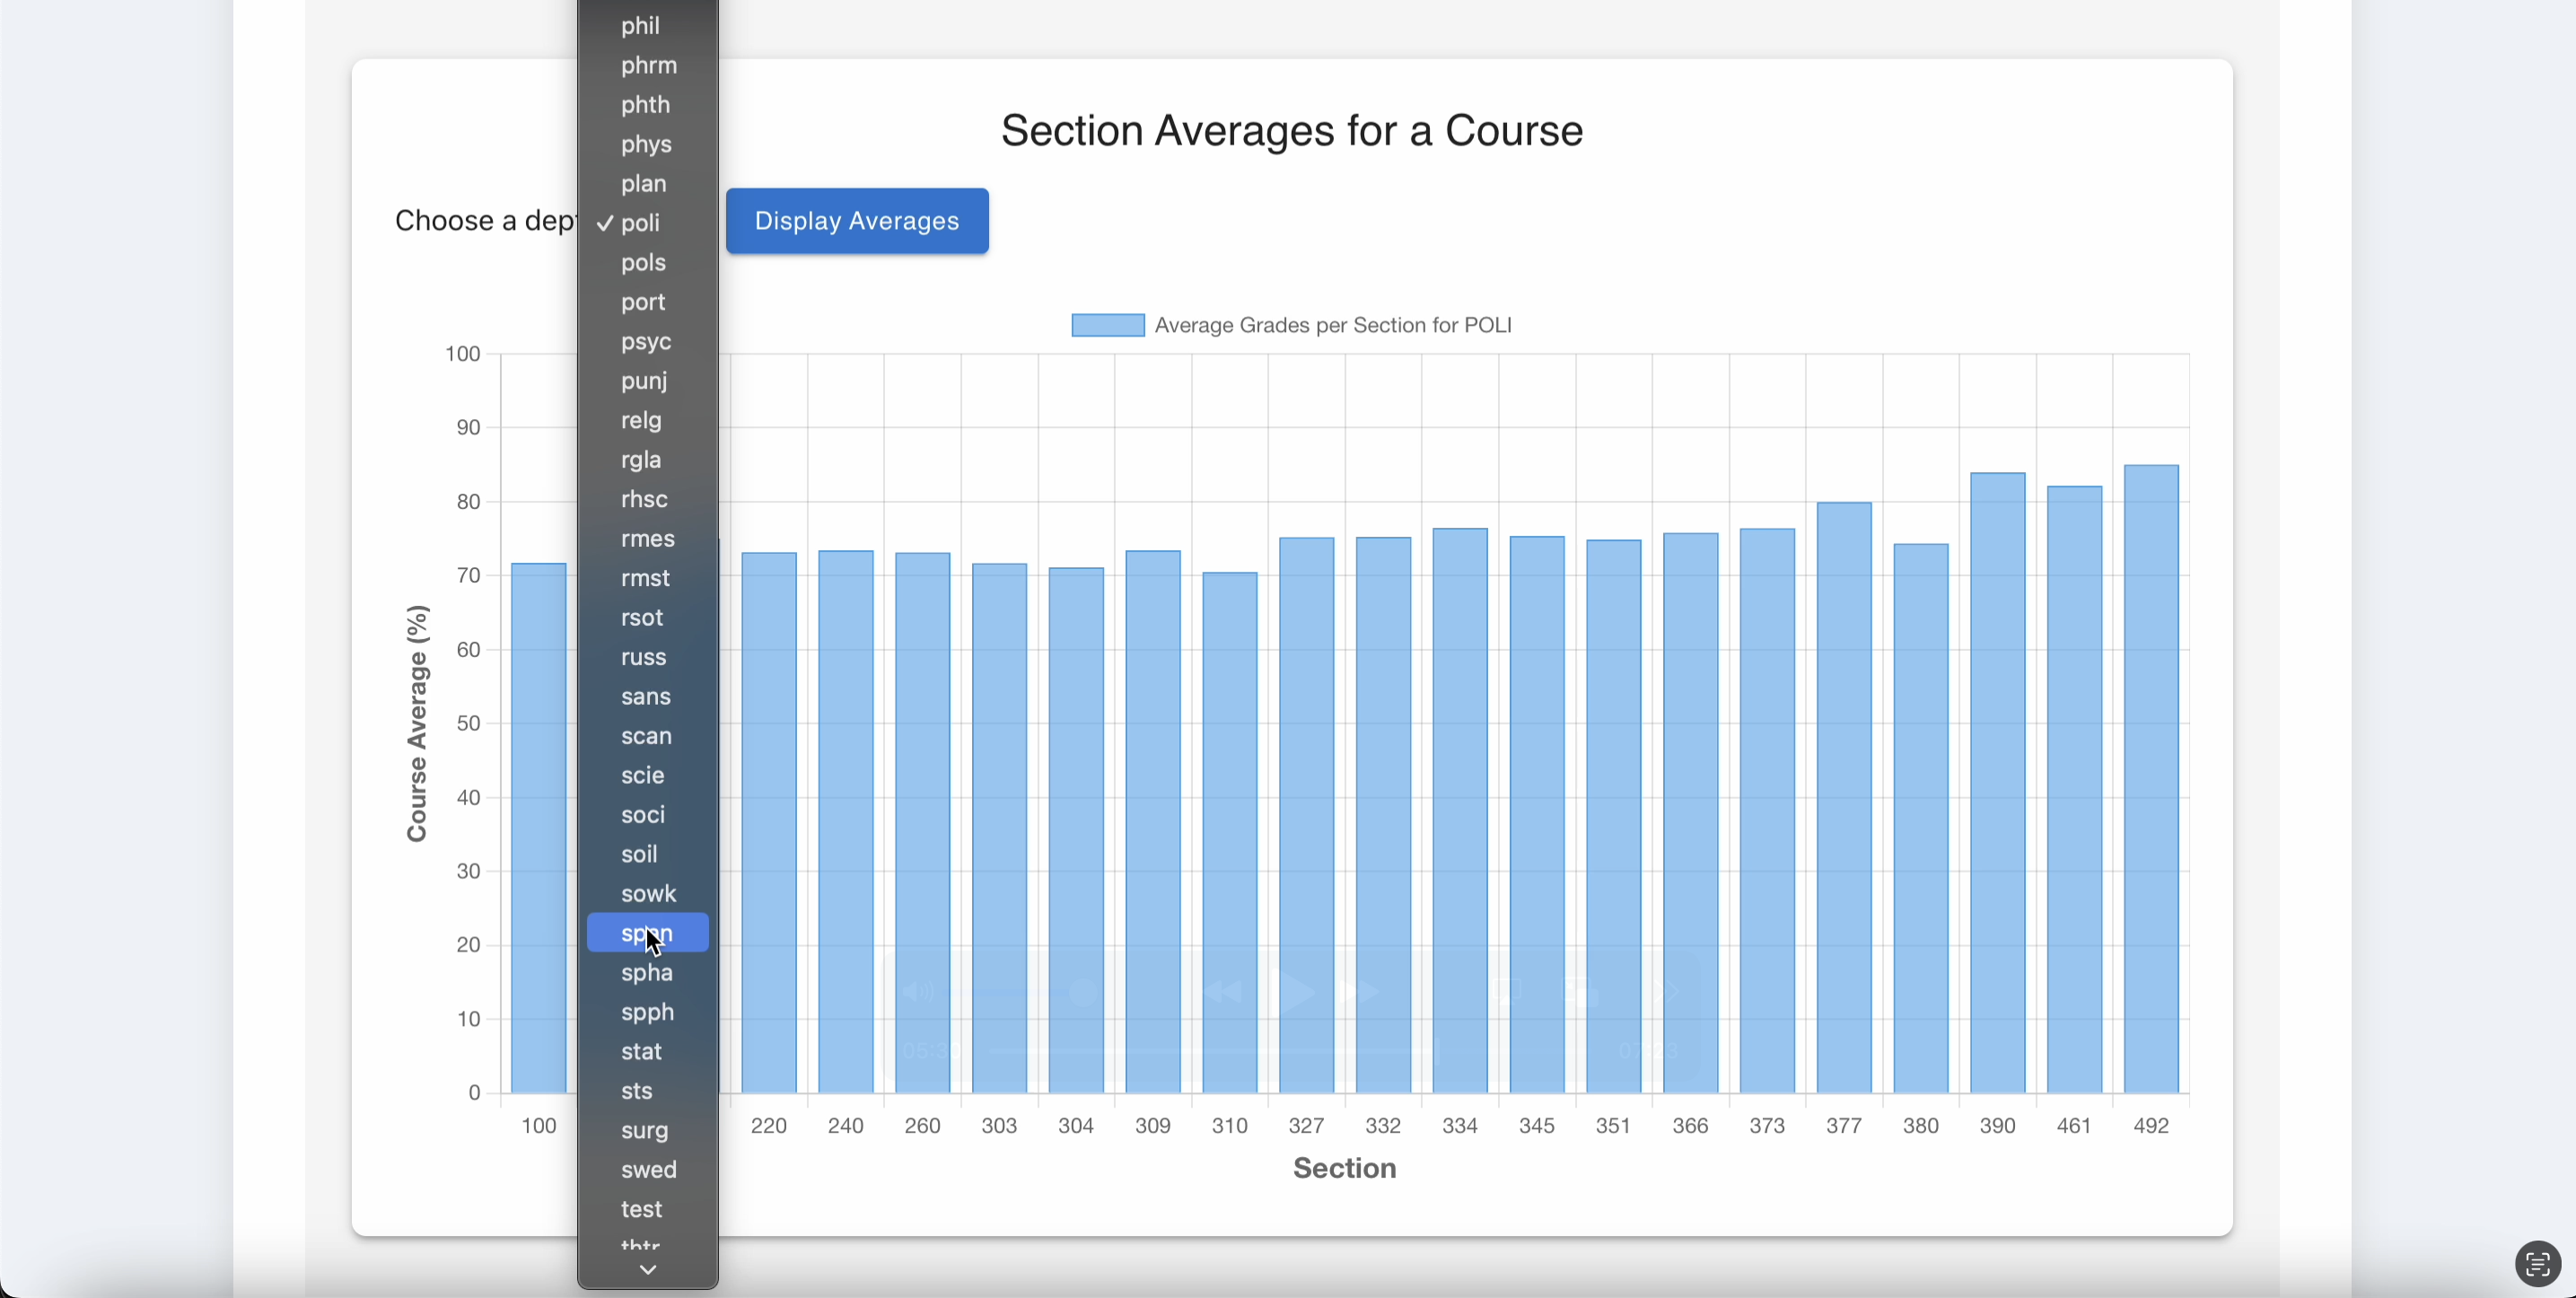 Section Averages for a Course
Choose a dep
Display Averages
phil
phrm
phth
phys
plan
✓ poli
pols
port
psyc
punj
relg
rgla
rhsc
rmes
rmst
rsot
russ
sans
scan
scie
soci
soil
sowk
span
spha
spph
stat
sts
surg
swed
test
Average Grades per Section for POLI
Course Average (%)
100
90
80
70
60
50
40
30
20
10
0
100 220 240 260 303 304 309 310 327 332 334 345 351 366 373 377 380 390 461 492
Section